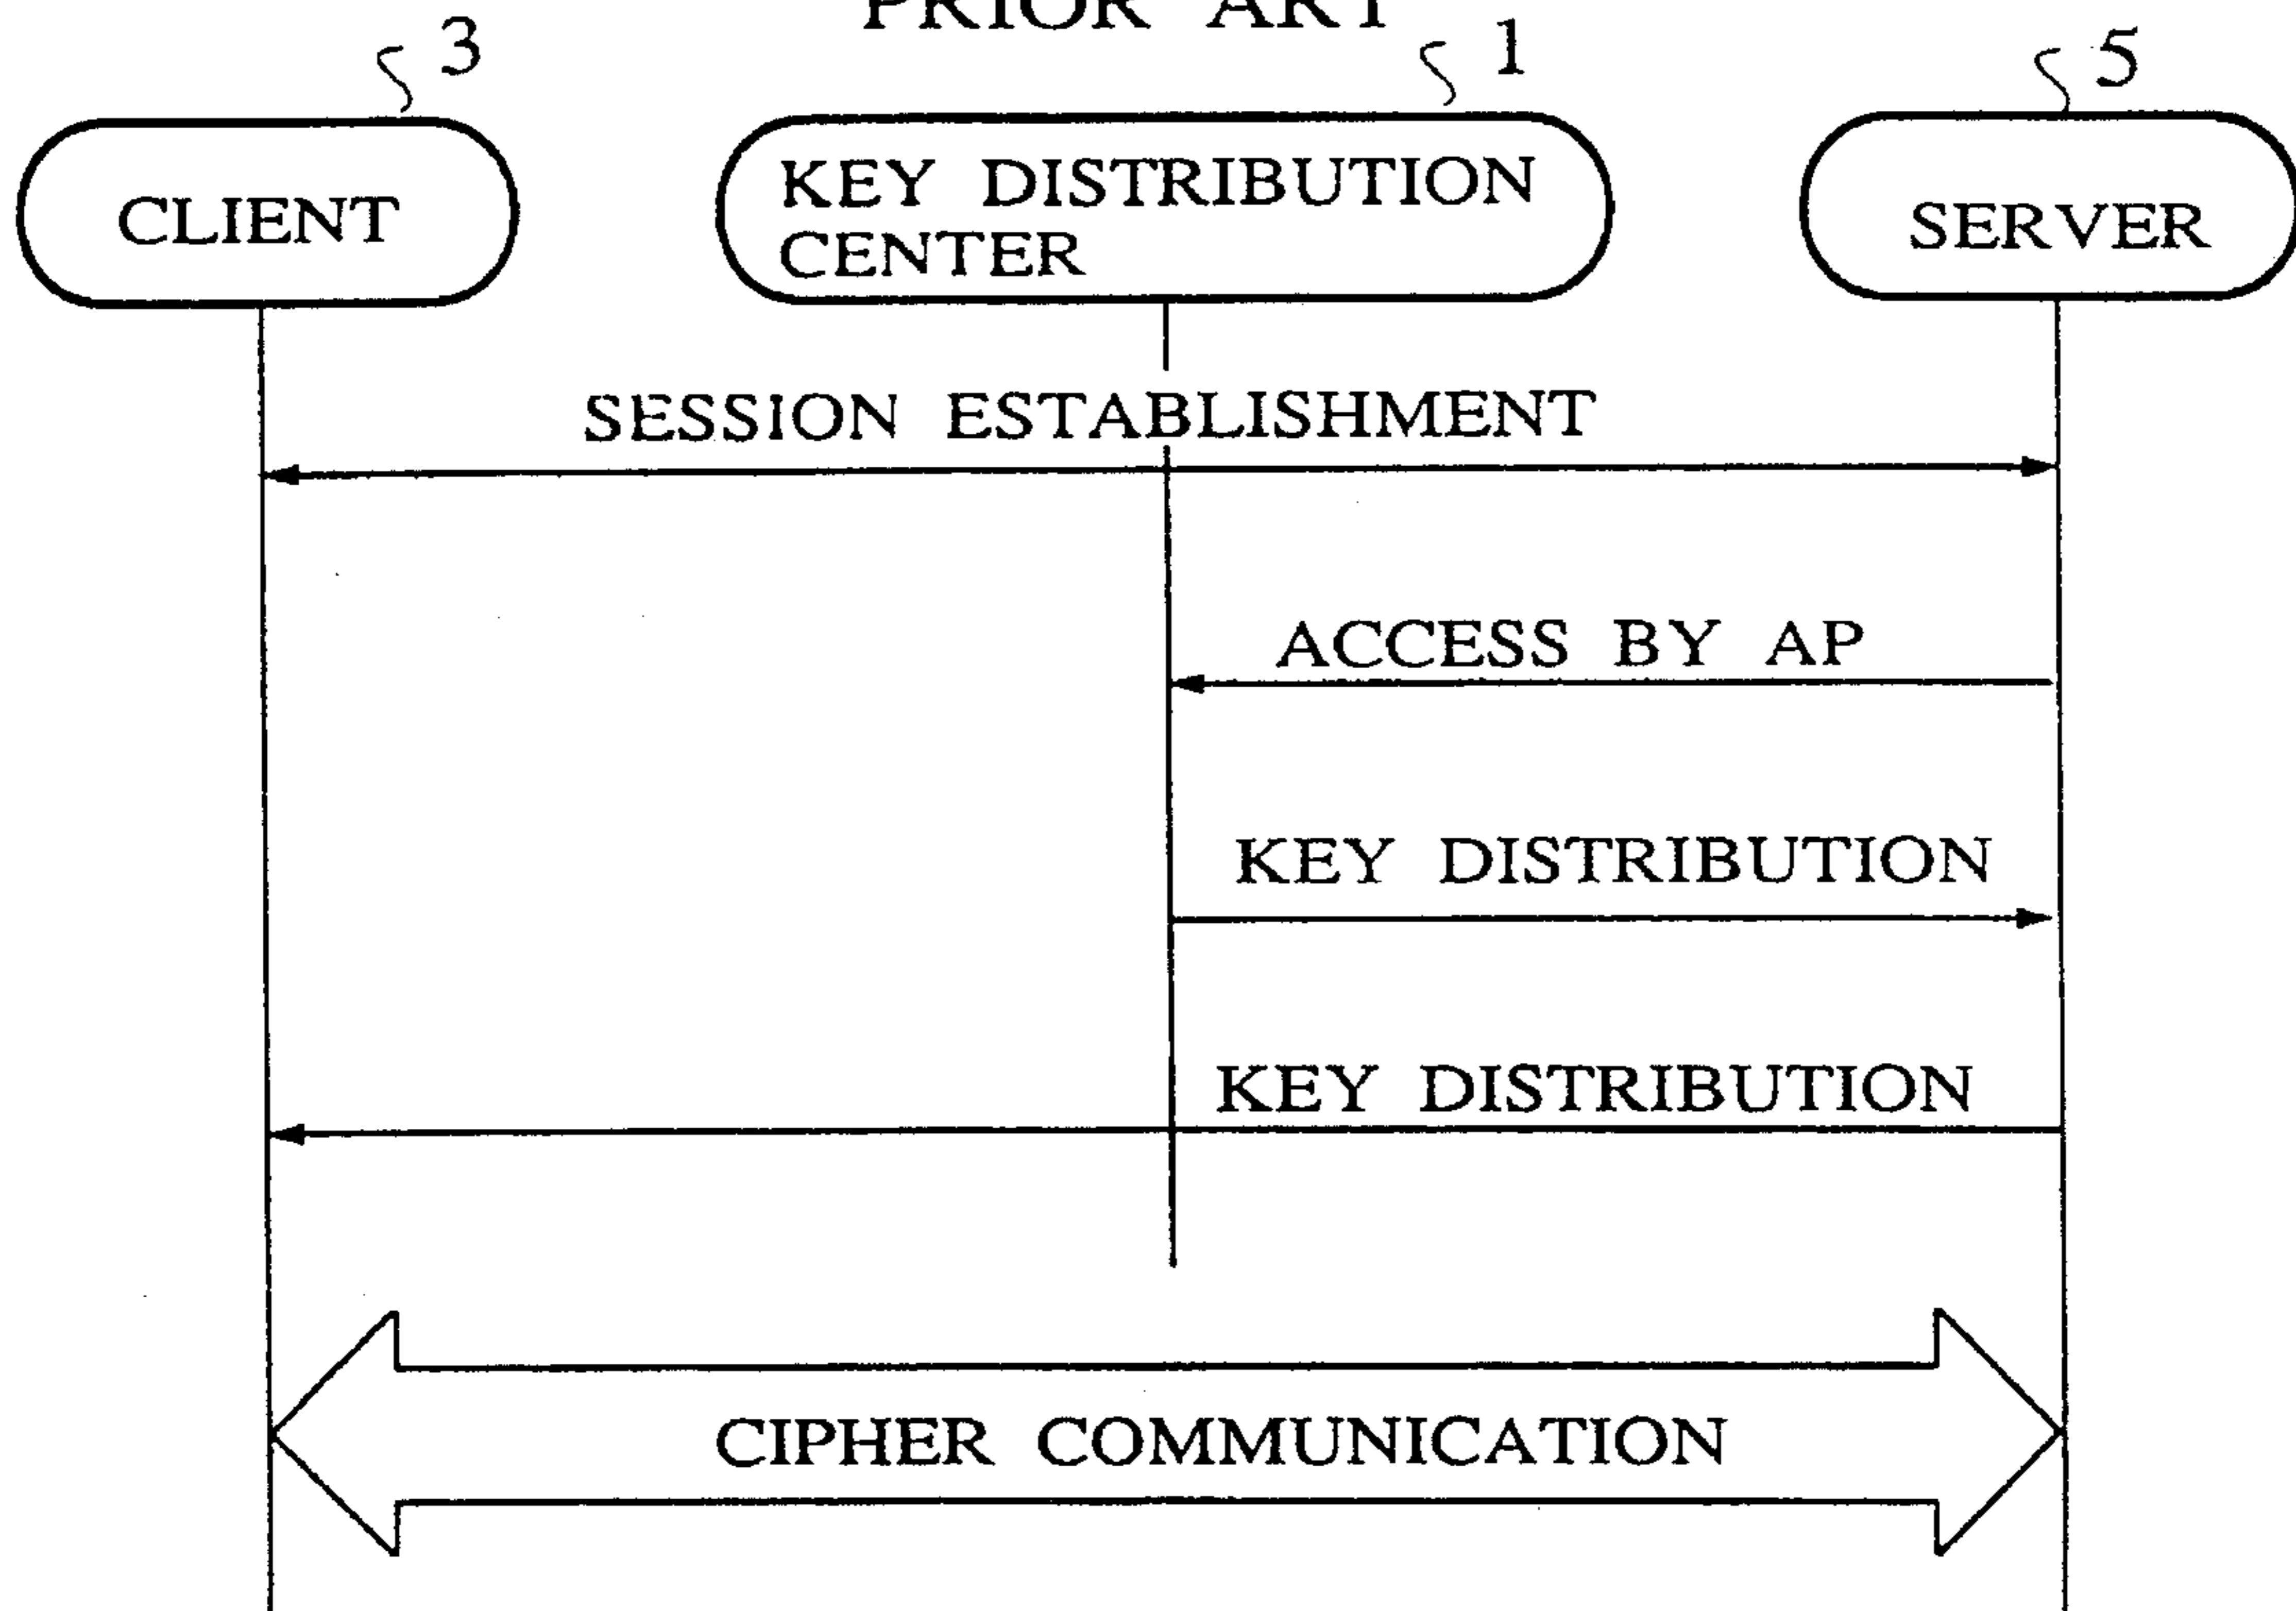 PRIOR ART
3
1
5
CLIENT
KEY DISTRIBUTION
CENTER
SERVER
SESSION ESTABLISHMENT
ACCESS BY AP
KEY DISTRIBUTION
KEY DISTRIBUTION
CIPHER COMMUNICATION